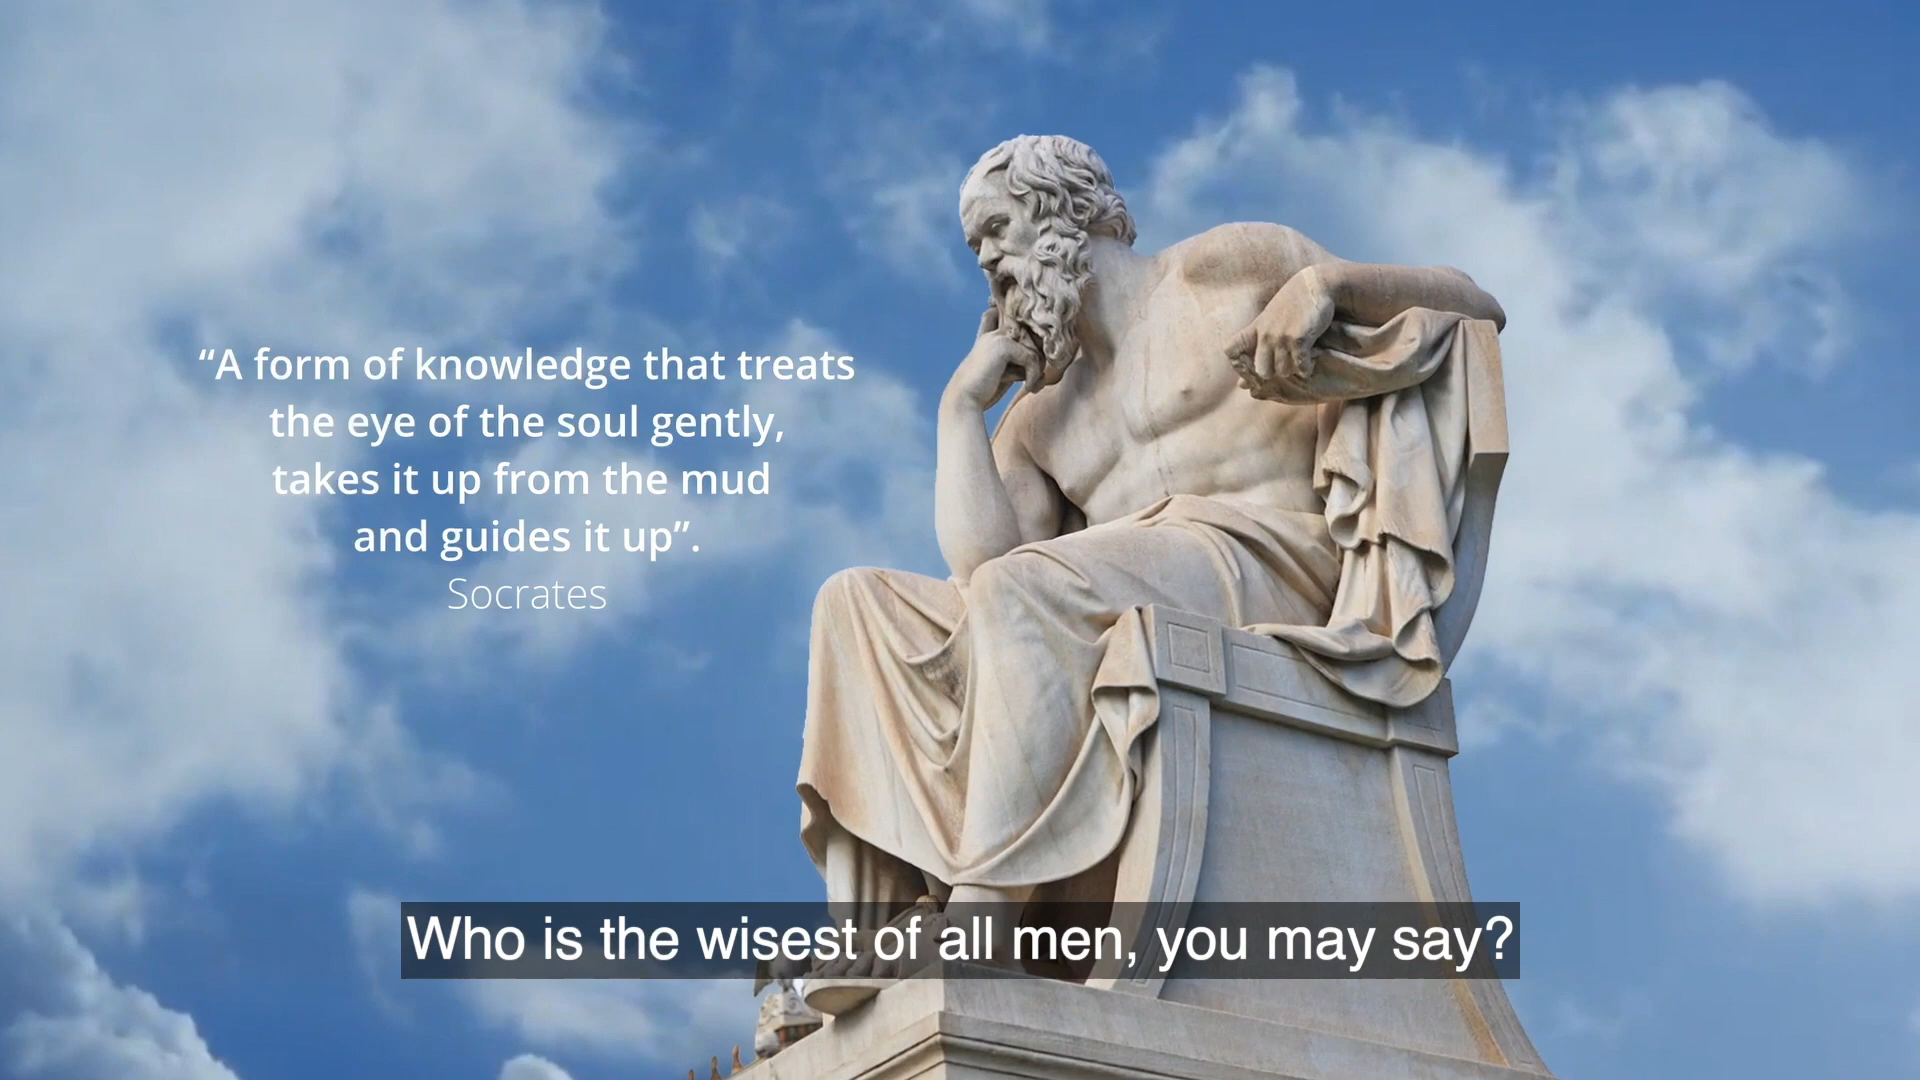 “A form of knowledge that treats
the eye of the soul gently,
takes it up from the mud
and guides it up”.
Socrates
Who is the wisest of all men, you may say?